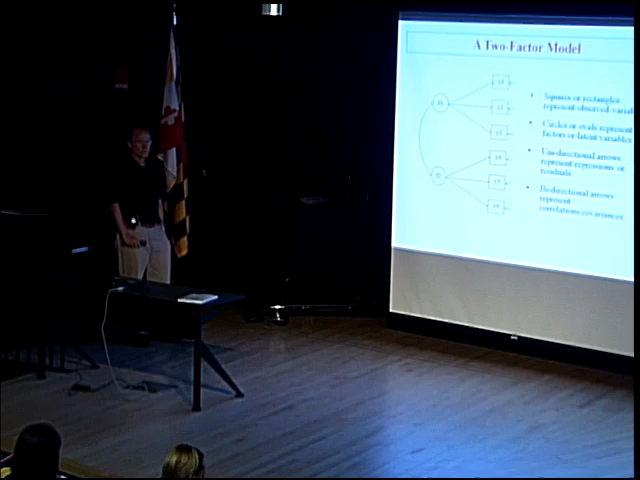 A Two-Factor Model
Squares or rectangles
represent observed
Circles or ovals represent
factors or latent variables
Uni-directional arrows
represent regressions or
residuals
Bi-directional arrows
represent
correlations/covariances